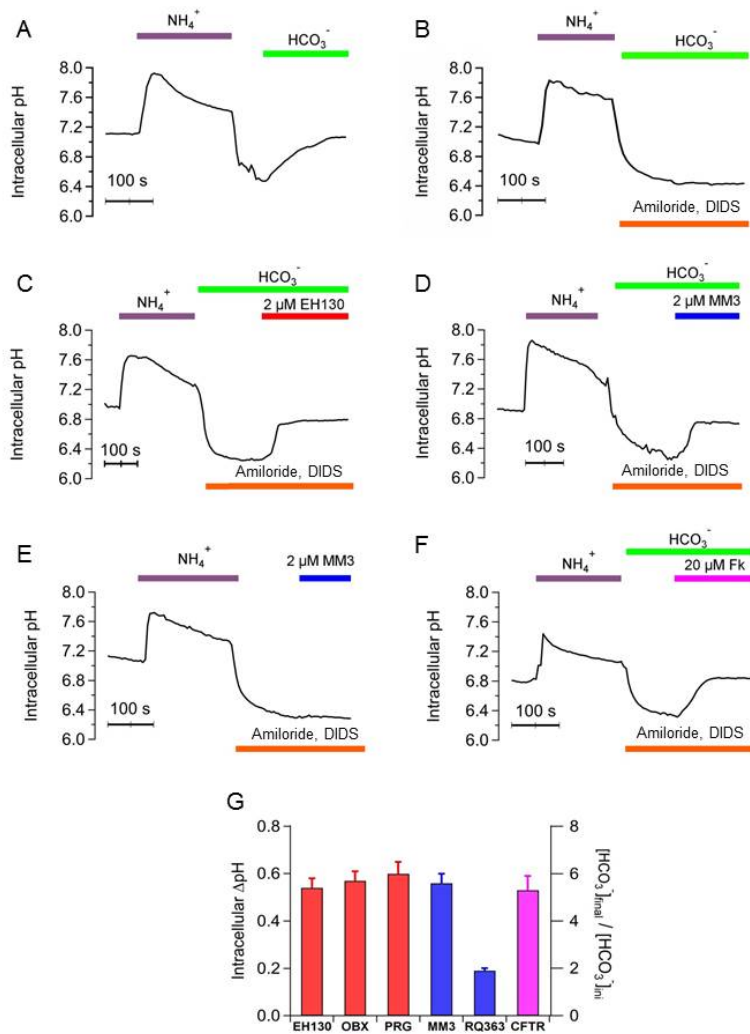 A
NH₄⁺
HCO₃⁻
Intracellular pH
8.0
7.6
7.2
6.8
6.4
6.0
100 s
B
NH₄⁺
HCO₃⁻
Intracellular pH
8.0
7.6
7.2
6.8
6.4
6.0
100 s
Amiloride, DIDS
C
HCO₃⁻
NH₄⁺
2 µM EH130
Intracellular pH
8.0
7.6
7.2
6.8
6.4
6.0
100 s
Amiloride, DIDS
D
HCO₃⁻
NH₄⁺
2 µM MM3
Intracellular pH
8.0
7.6
7.2
6.8
6.4
6.0
100 s
Amiloride, DIDS
E
NH₄⁺
2 µM MM3
Intracellular pH
8.0
7.6
7.2
6.8
6.4
6.0
100 s
Amiloride, DIDS
F
HCO₃⁻
NH₄⁺
20 µM Fk
Intracellular pH
8.0
7.6
7.2
6.8
6.4
6.0
100 s
Amiloride, DIDS
G
Intracellular ΔpH
0.8
0.6
0.4
0.2
0.0
8
6
4
2
0
[HCO₃⁻]final / [HCO₃⁻]ini
EH130 OBX PRG MM3 RQ363 CFTR